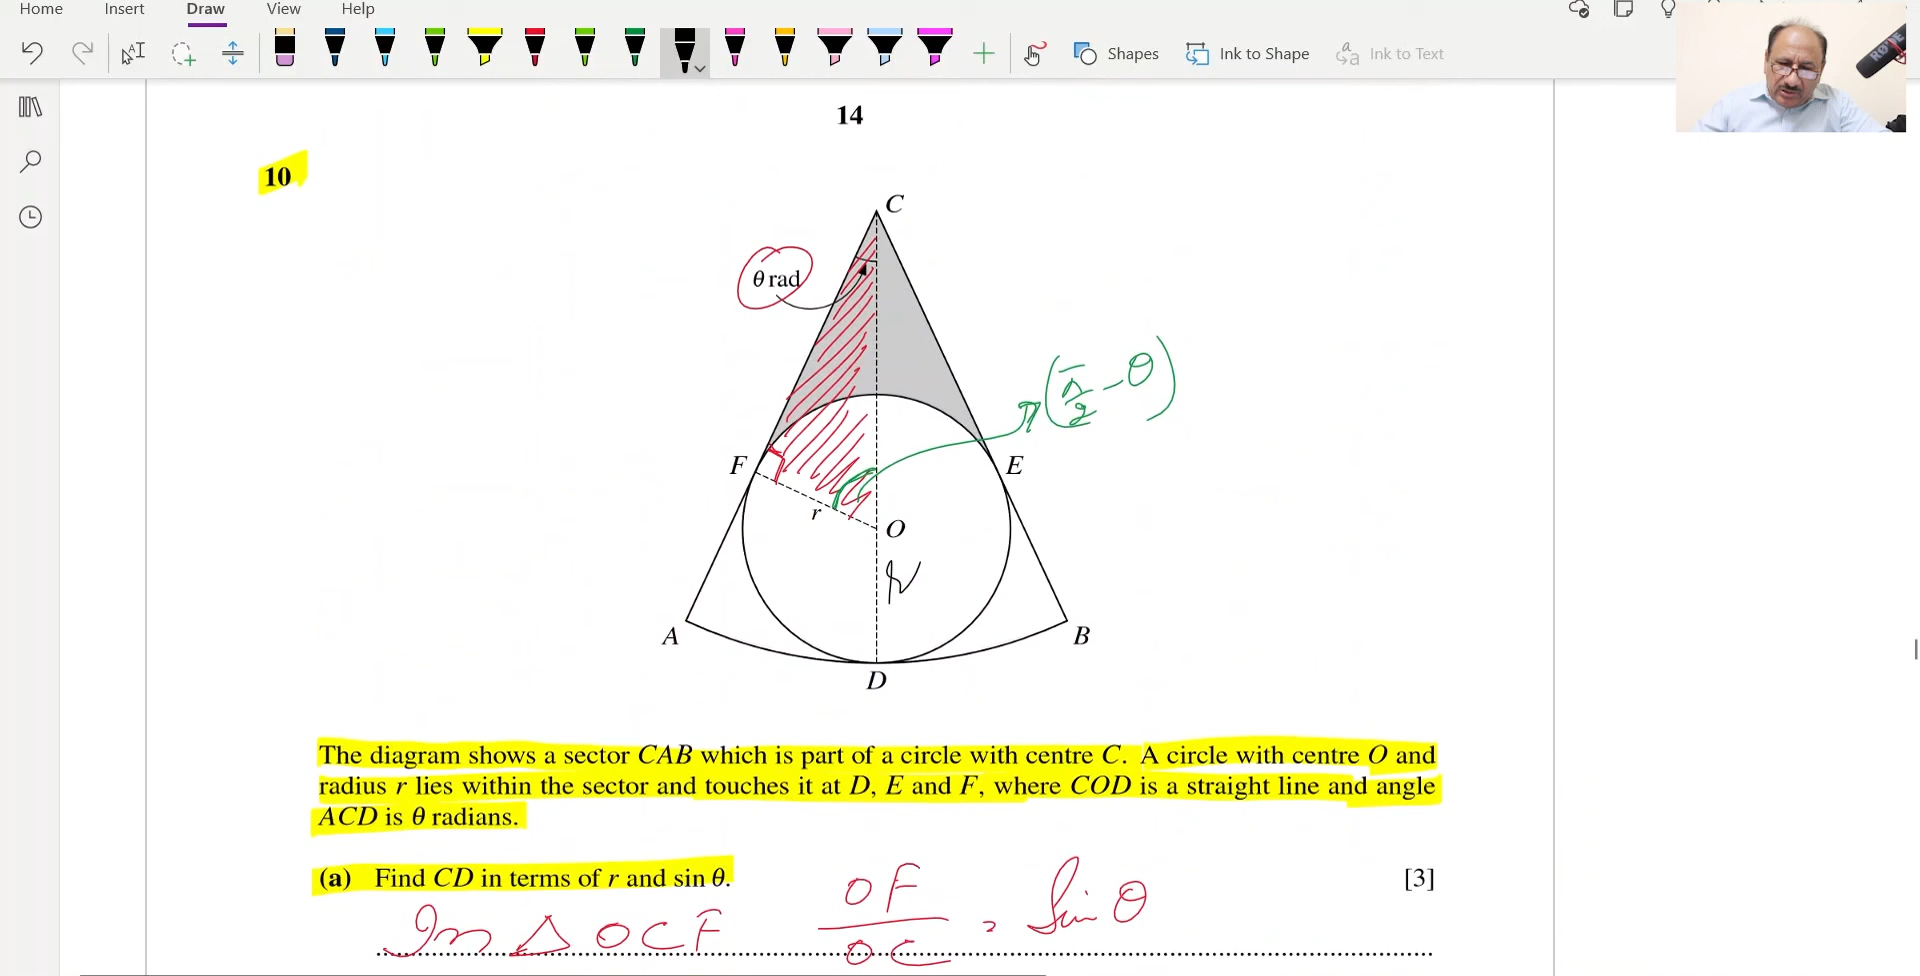 Home Insert Draw View Help
Shapes Ink to Shape Ink to Text
RØDE
14
10
C
θ rad
(π/2 - θ)
F
E
r
O
r
A
B
D
The diagram shows a sector CAB which is part of a circle with centre C. A circle with centre O and
radius r lies within the sector and touches it at D, E and F, where COD is a straight line and angle
ACD is θ radians.
(a) Find CD in terms of r and sin θ. [3]
In Δ OCF OF/OC = Sin θ